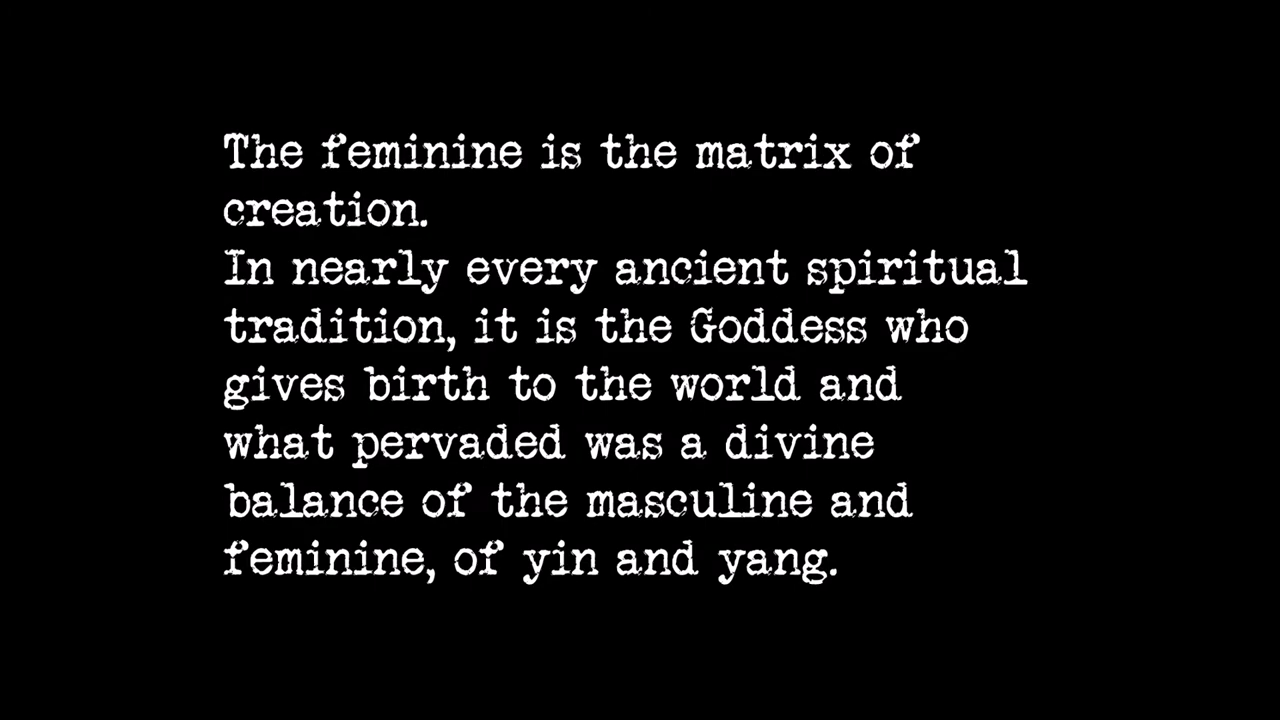 The feminine is the matrix of
creation.
In nearly every ancient spiritual
tradition, it is the Goddess who
gives birth to the world and
what pervaded was a divine
balance of the masculine and
feminine, of yin and yang.